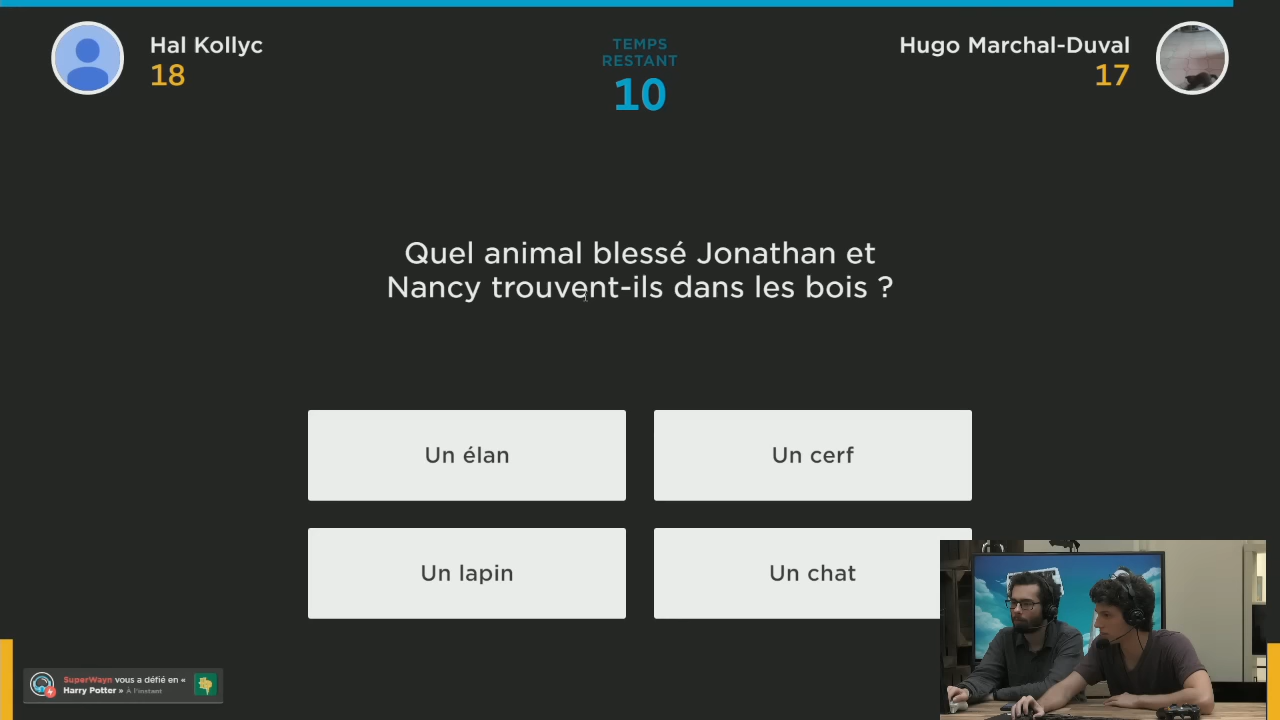 Hal Kollyc
18
TEMPS
RESTANT
10
Hugo Marchal-Duval
17
Quel animal blessé Jonathan et
Nancy trouvent-ils dans les bois ?
Un élan
Un cerf
Un lapin
Un chat
SuperWayn vous a défié en «
Harry Potter » À l'instant